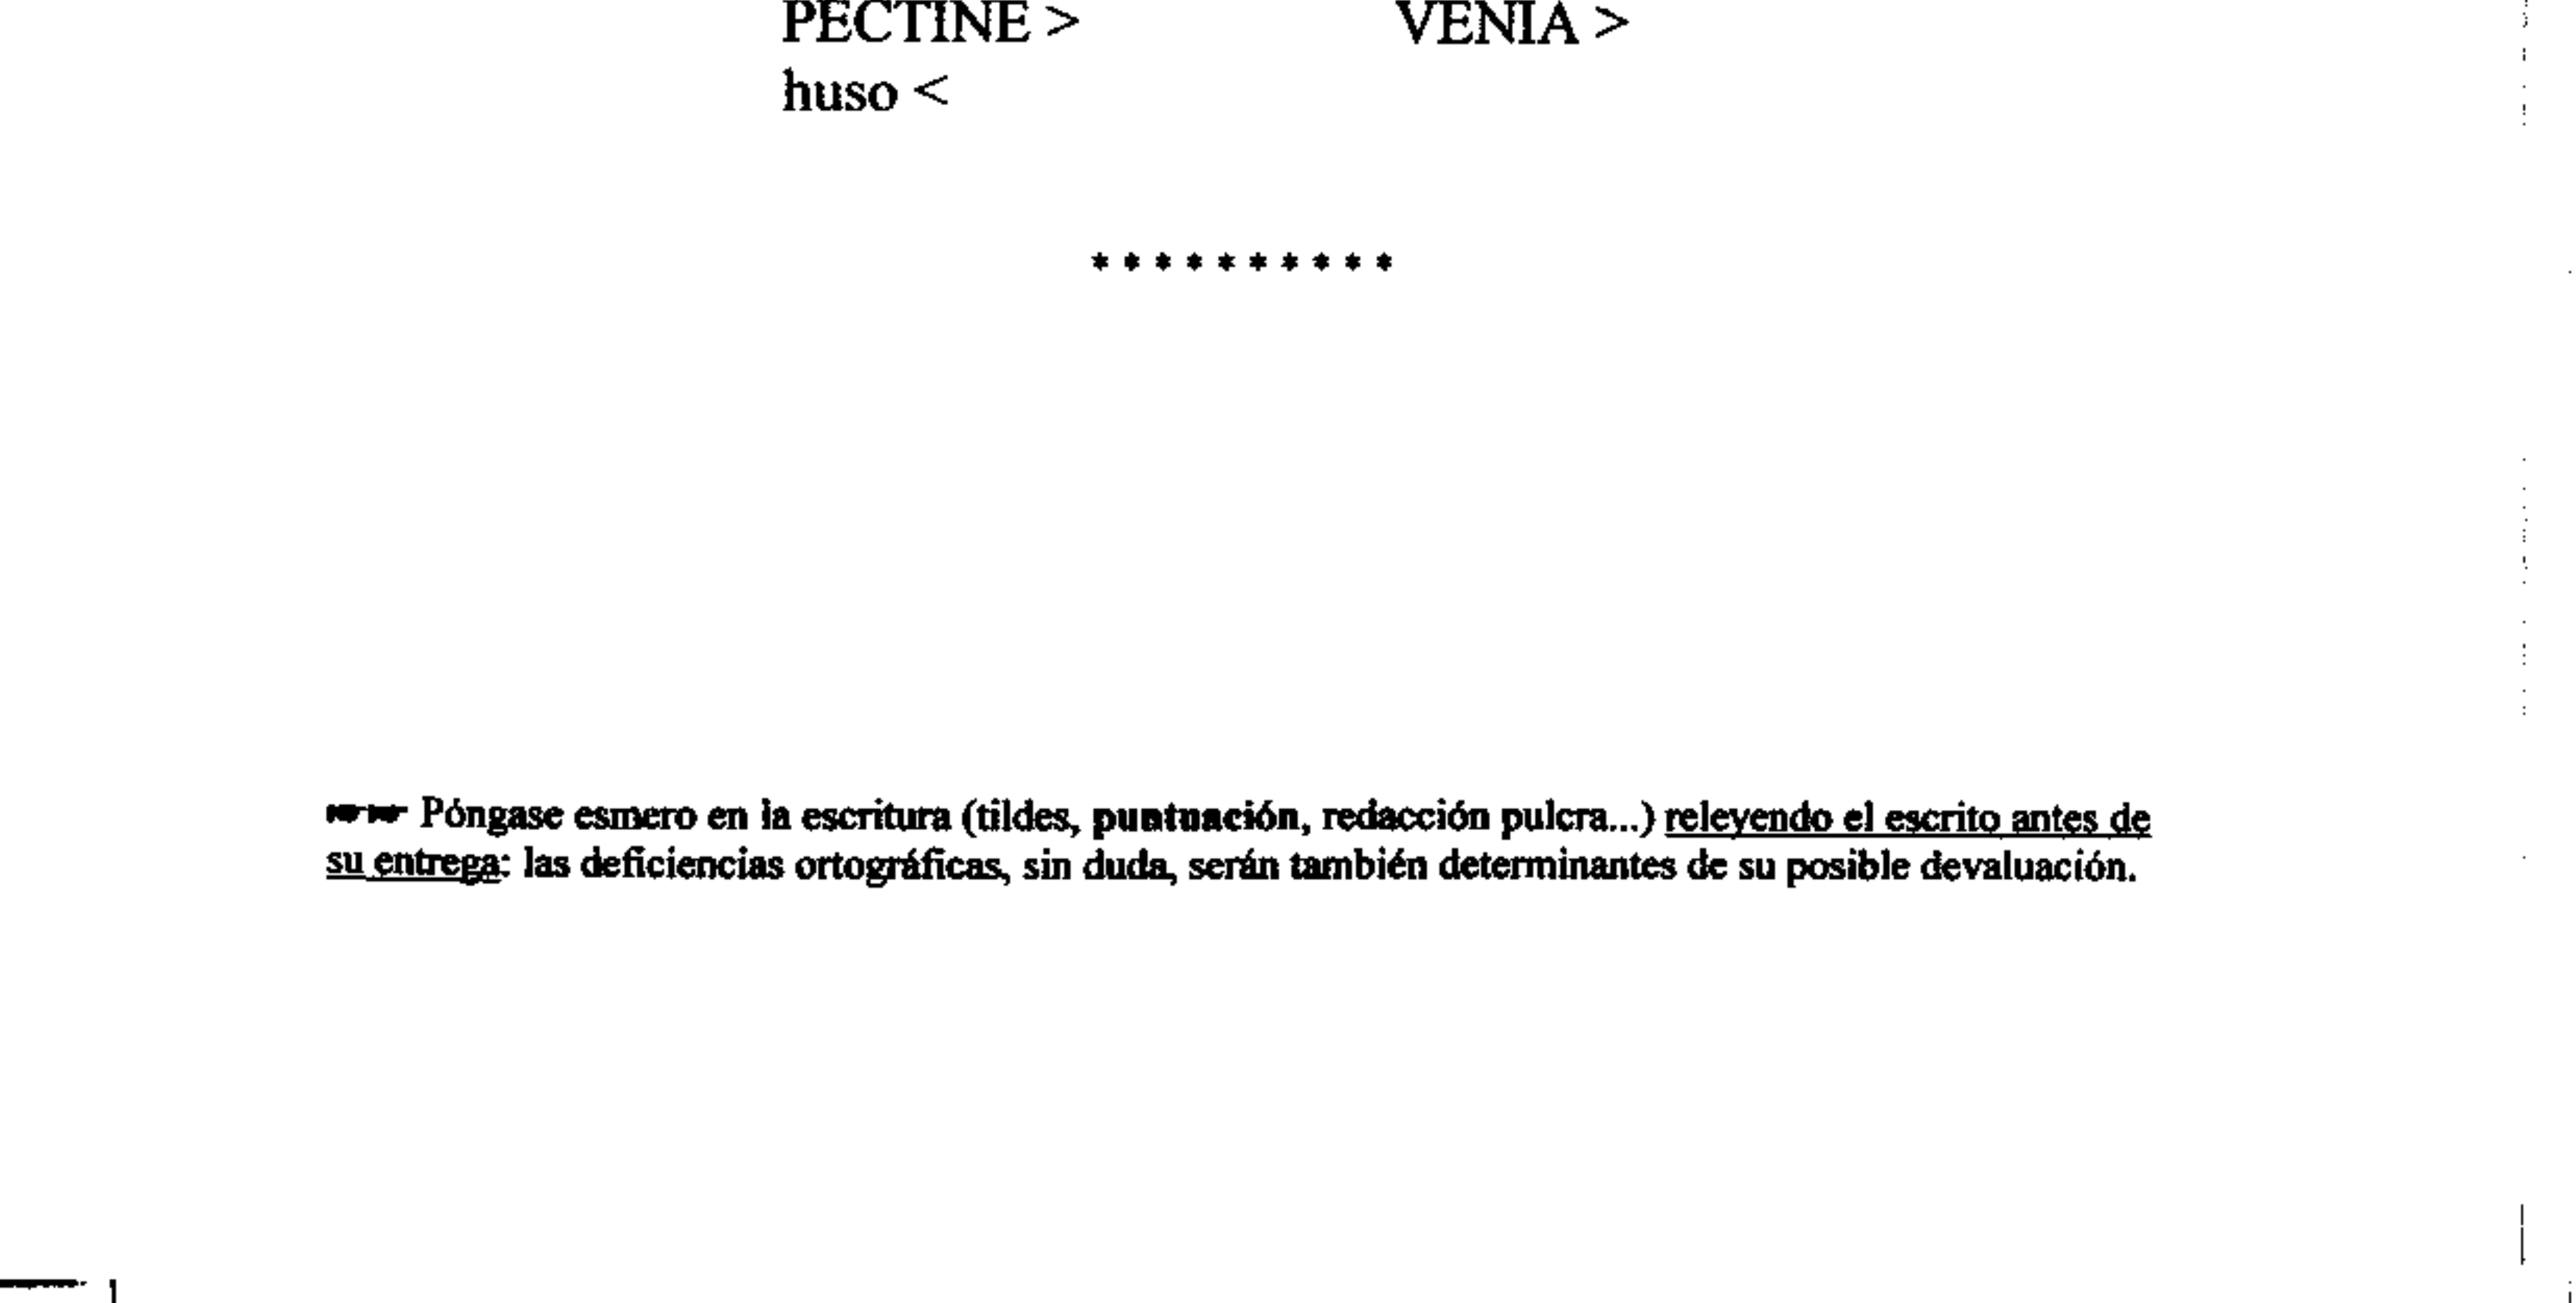 PECTINE > VENIA >
huso <
* * * * * * * * * *
☛☛ Póngase esmero en la escritura (tildes, puntuación, redacción pulcra...) releyendo el escrito antes de
su entrega: las deficiencias ortográficas, sin duda, serán también determinantes de su posible devaluación.